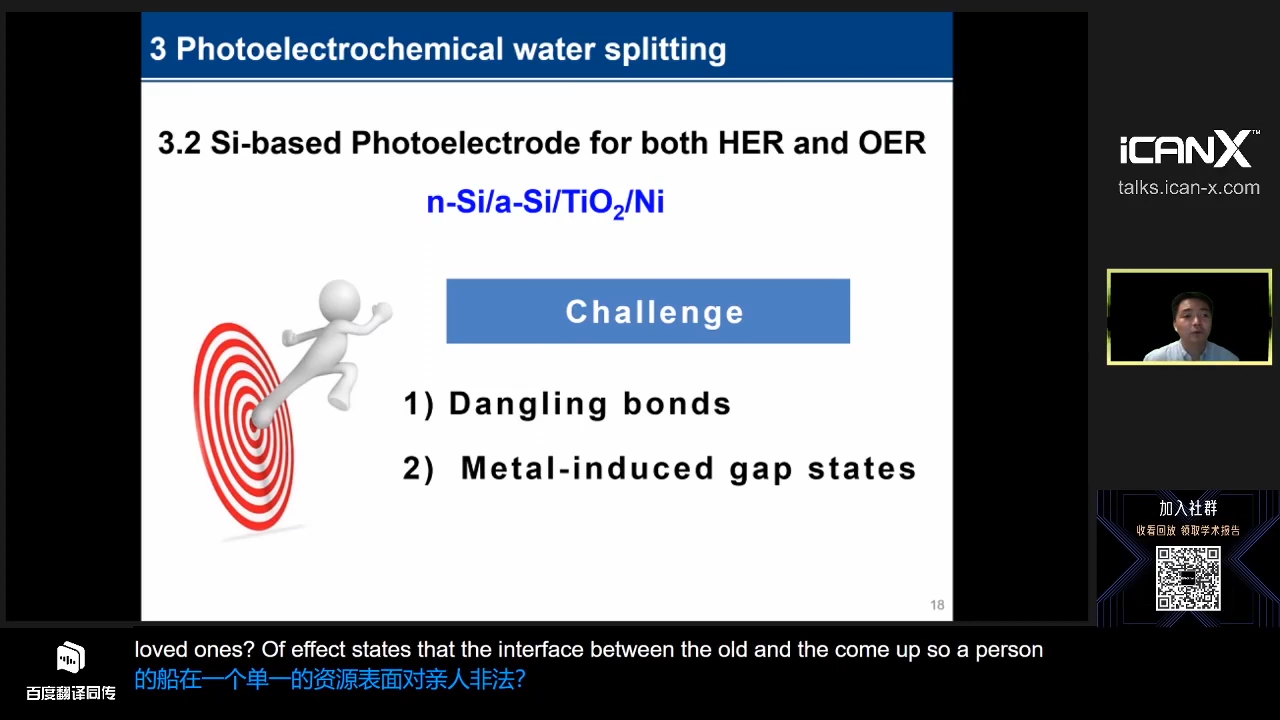 3 Photoelectrochemical water splitting
3.2 Si-based Photoelectrode for both HER and OER
n-Si/a-Si/TiO₂/Ni
Challenge
1) Dangling bonds
2) Metal-induced gap states
18
iCANX™
talks.ican-x.com
加入社群
收看回放 领取学术报告
loved ones? Of effect states that the interface between the old and the come up so a person
的船在一个单一的资源表面对亲人非法?
百度翻译同传